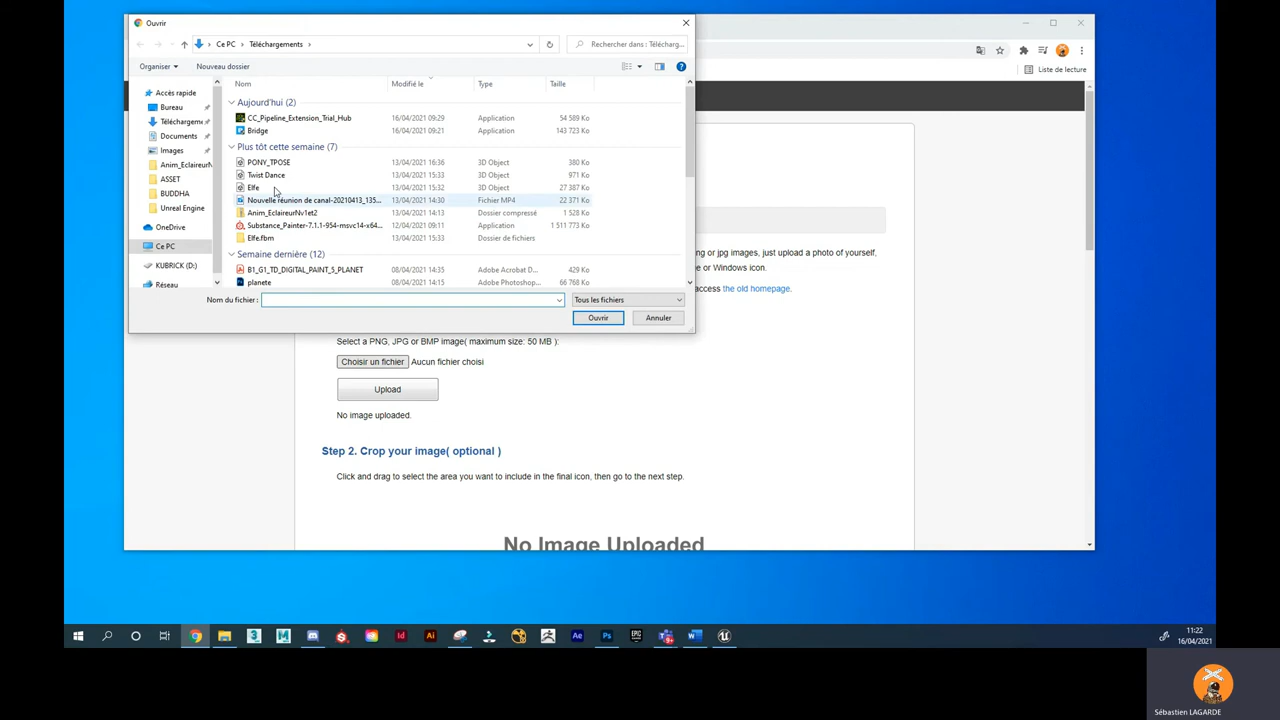 Ouvrir
Ce PC > Téléchargements >
Rechercher dans : Télécharg...
Organiser
Nouveau dossier
Liste de lecture
Nom Modifié le Type Taille
Accès rapide
Bureau
Téléchargeme
Documents
Images
Anim_EclaireurN
ASSET
BUDDHA
Unreal Engine
OneDrive
Ce PC
KUBRICK (D:)
Réseau
Aujourd'hui (2)
CC_Pipeline_Extension_Trial_Hub 16/04/2021 09:29 Application 54 589 Ko
Bridge 16/04/2021 09:21 Application 143 723 Ko
Plus tôt cette semaine (7)
PONY_TPOSE 13/04/2021 16:36 3D Object 380 Ko
Twist Dance 13/04/2021 15:33 3D Object 971 Ko
Elfe 13/04/2021 15:32 3D Object 27 387 Ko
Nouvelle réunion de canal-20210413_135... 13/04/2021 14:30 Fichier MP4 22 371 Ko
Anim_EclaireurNv1et2 13/04/2021 14:13 Dossier compressé 1 528 Ko
Substance_Painter-7.1.1-954-msvc14-x64... 13/04/2021 09:11 Application 1 511 773 Ko
Elfe.fbm 13/04/2021 15:33 Dossier de fichiers
Semaine dernière (12)
B1_G1_TD_DIGITAL_PAINT_5_PLANET 08/04/2021 14:35 Adobe Acrobat D... 429 Ko
planete 08/04/2021 14:15 Adobe Photoshop... 66 768 Ko
Nom du fichier :
Tous les fichiers
Ouvrir
Annuler
ng or jpg images, just upload a photo of yourself,
e or Windows icon.
access the old homepage.
Select a PNG, JPG or BMP image( maximum size: 50 MB ):
Choisir un fichier Aucun fichier choisi
Upload
No image uploaded.
Step 2. Crop your image( optional )
Click and drag to select the area you want to include in the final icon, then go to the next step.
No Image Uploaded
11:22
16/04/2021
Sébastien LAGARDE